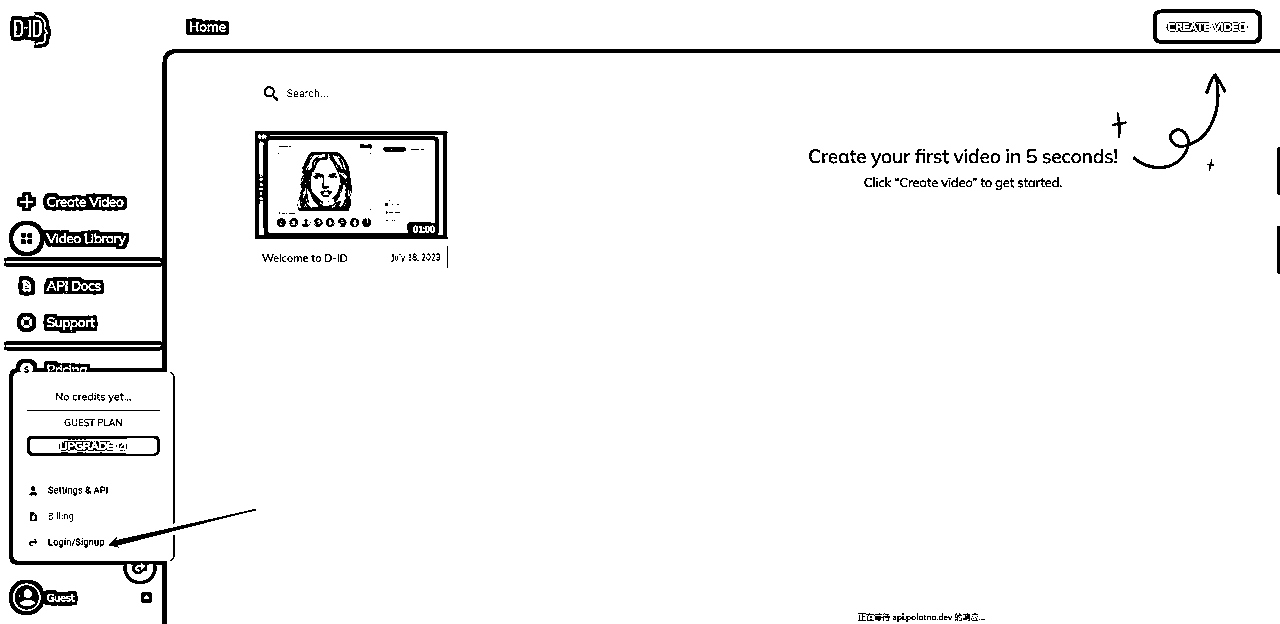 D-ID
Home
CREATE VIDEO
Search...
Create your first video in 5 seconds!
Click "Create video" to get started.
01:00
Welcome to D-ID
July 18, 2023
Create Video
Video Library
API Docs
Support
Pricing
No credits yet...
GUEST PLAN
UPGRADE
Settings & API
Billing
Login/Signup
Guest
正在等待 api.polotno.dev 的响应...